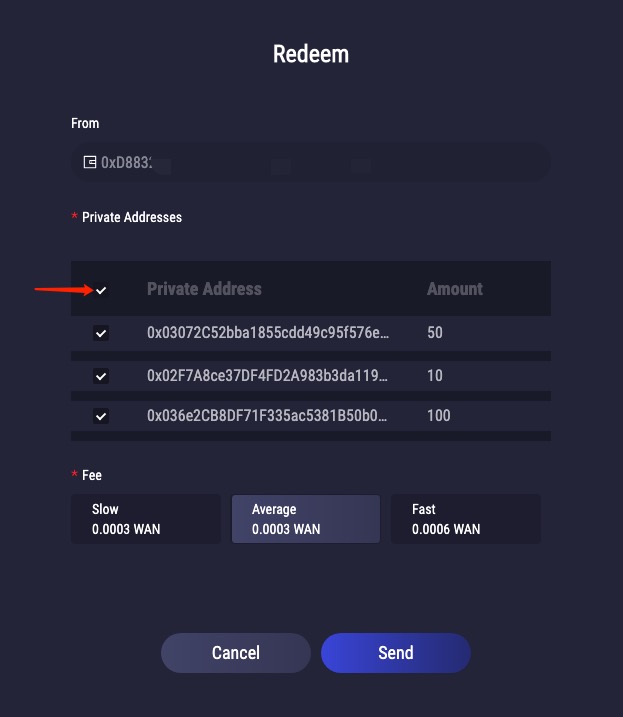 Redeem
From
0xD883
* Private Addresses
Private Address Amount
0x03072C52bba1855cdd49c95f576e... 50
0x02F7A8ce37DF4FD2A983b3da119... 10
0x036e2CB8DF71F335ac5381B50b0... 100
* Fee
Slow Average Fast
0.0003 WAN 0.0003 WAN 0.0006 WAN
Cancel Send